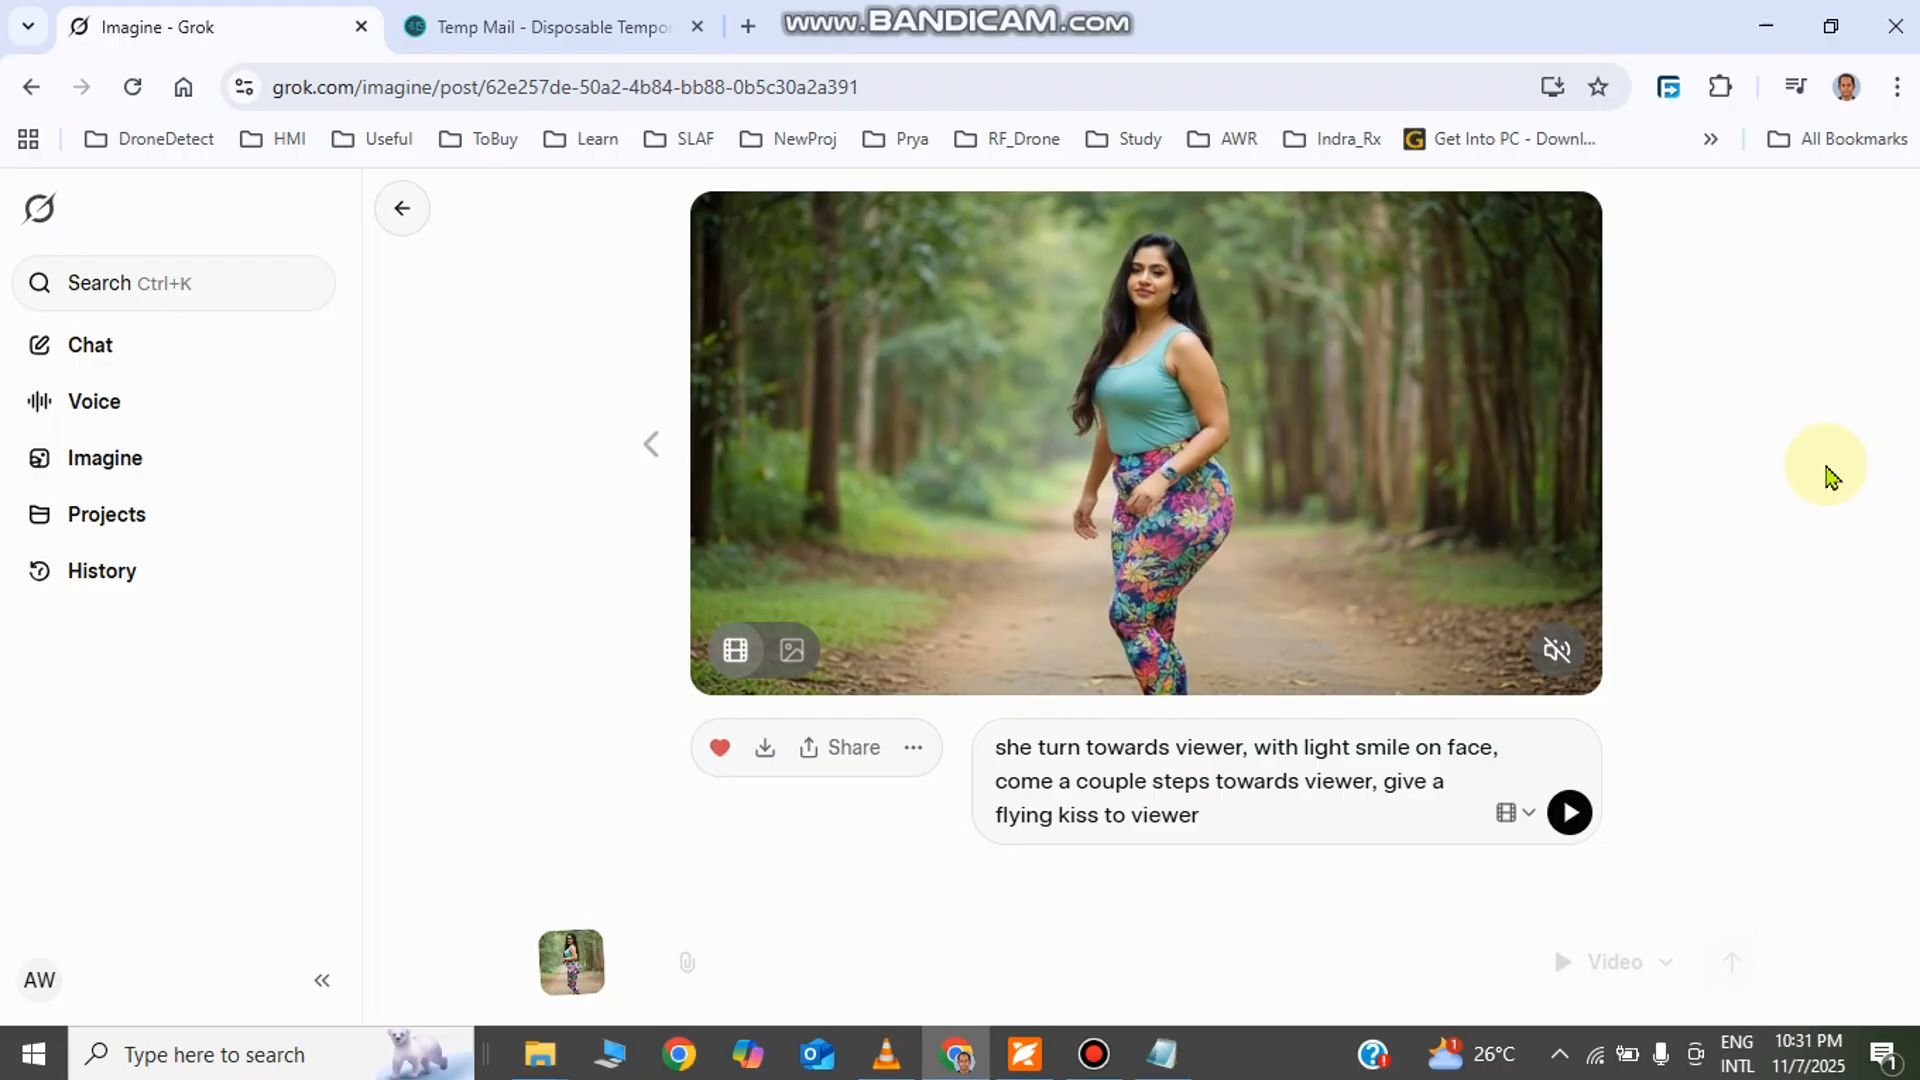 Imagine - Grok
Temp Mail - Disposable Tempo
www.BANDICAM.com
grok.com/imagine/post/62e257de-50a2-4b84-bb88-0b5c30a2a391
DroneDetect
HMI
Useful
ToBuy
Learn
SLAF
NewProj
Prya
RF_Drone
Study
AWR
Indra_Rx
Get Into PC - Downl...
All Bookmarks
Search Ctrl+K
Chat
Voice
Imagine
Projects
History
Share
she turn towards viewer, with light smile on face,
come a couple steps towards viewer, give a
flying kiss to viewer
Video
AW
Type here to search
26°C
ENG
INTL
10:31 PM
11/7/2025
1